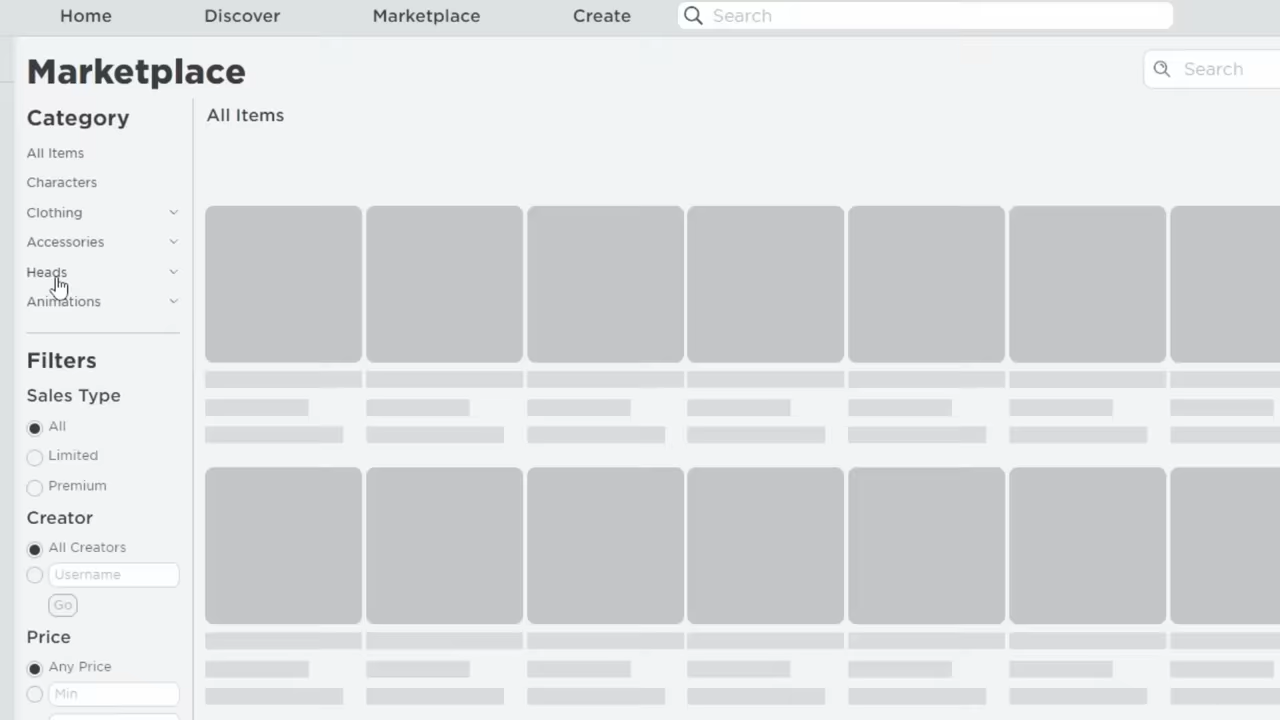 Home Discover Marketplace Create Search
Marketplace
Search
Category
All Items
All Items
Characters
Clothing
Accessories
Heads
Animations
Filters
Sales Type
All
Limited
Premium
Creator
All Creators
Username
Go
Price
Any Price
Min